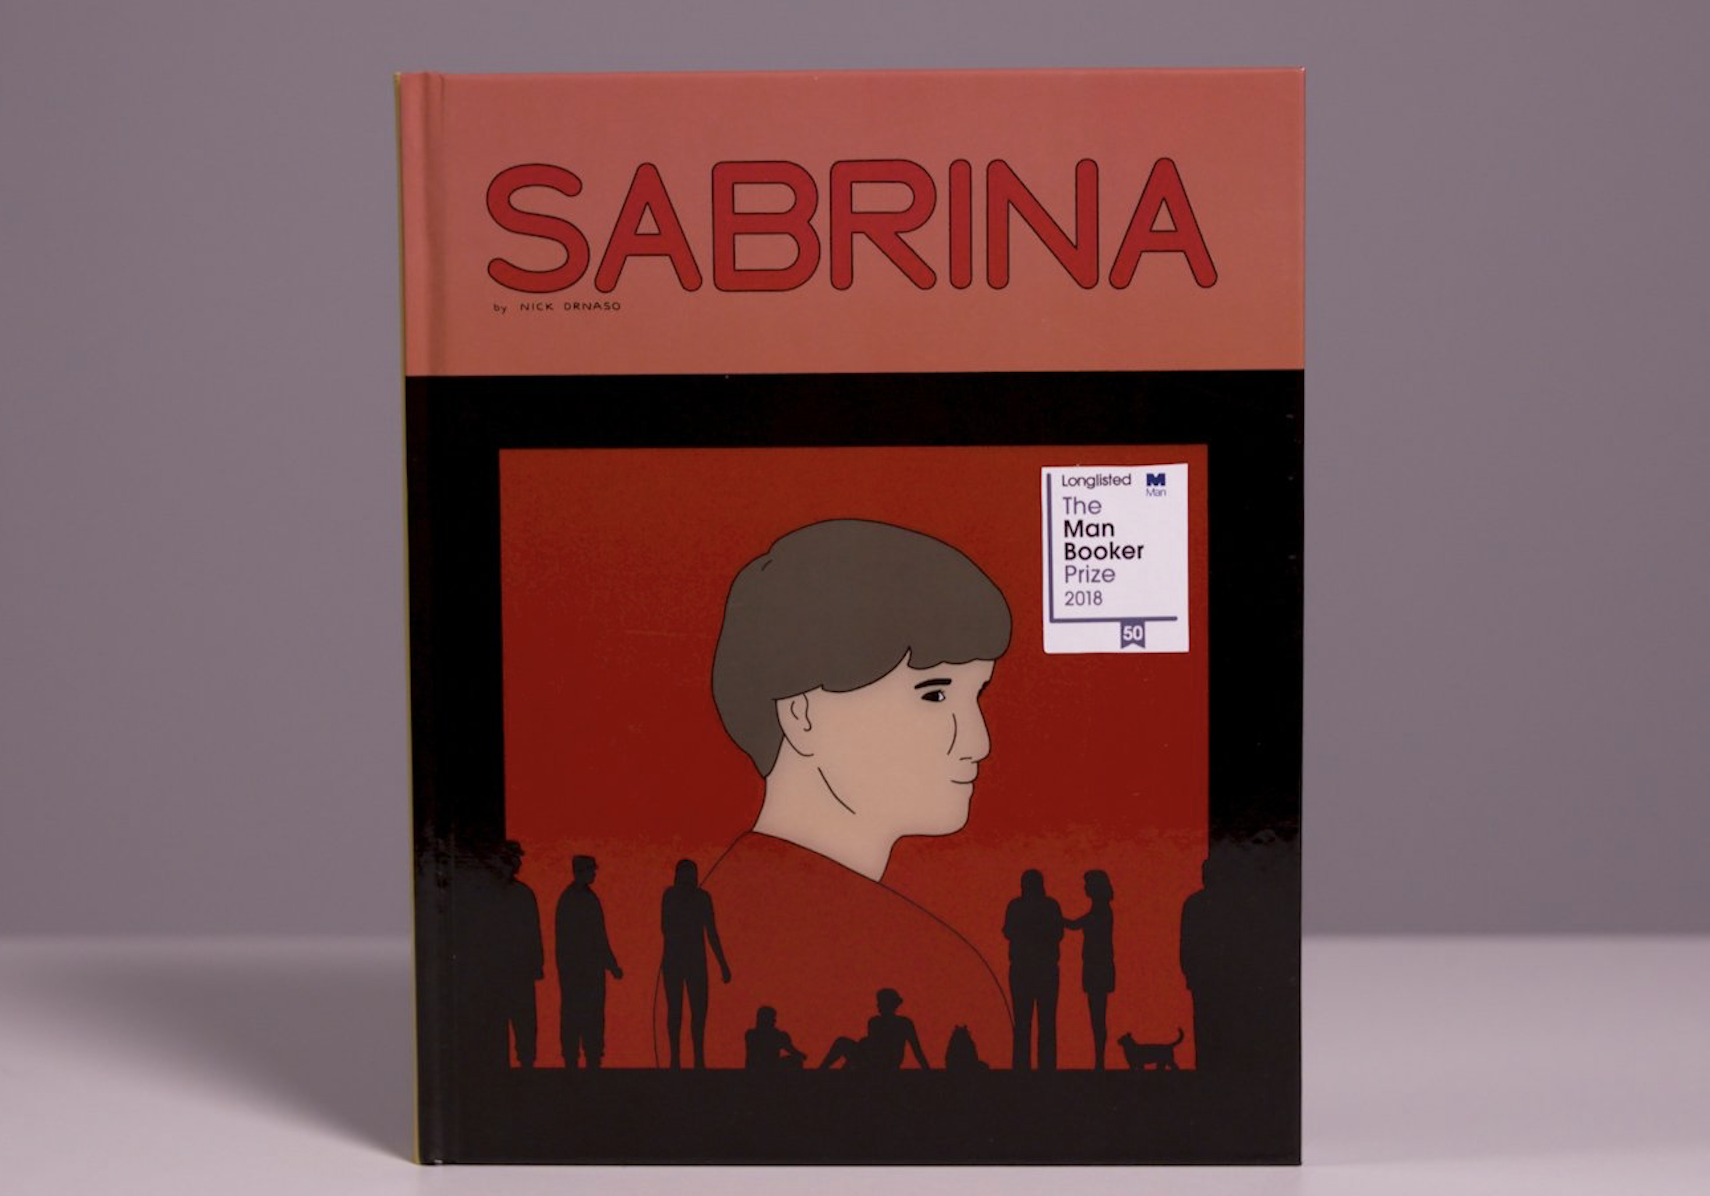 SABRINA
by NICK DRNASO
Longlisted
M
Man
The
Man
Booker
Prize
2018
50